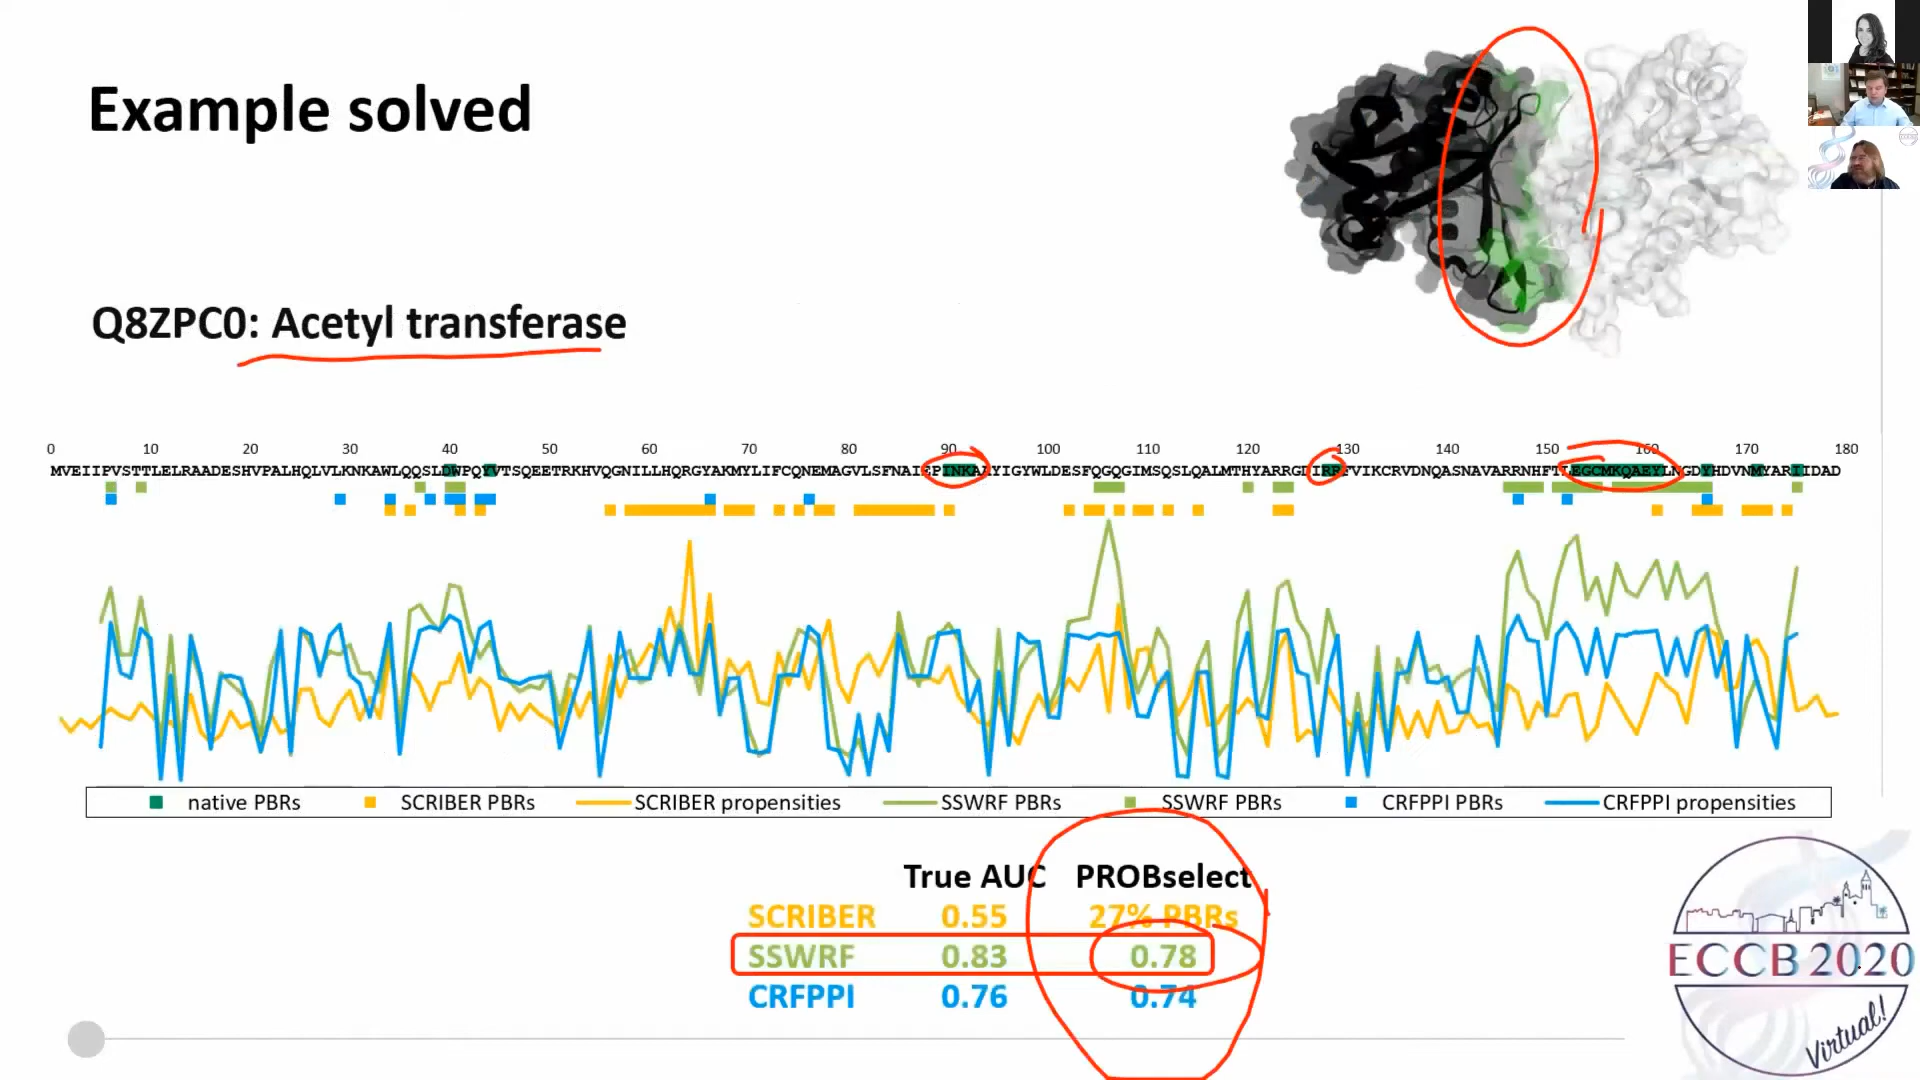 Example solved
Q8ZPC0: Acetyl transferase
0 10 20 30 40 50 60 70 80 90 100 110 120 130 140 150 160 170 180
native PBRs SCRIBER PBRs SCRIBER propensities SSWRF PBRs SSWRF PBRs CRFPPI PBRs CRFPPI propensities
True AUC PROBselect
SCRIBER 0.55 27% PBRs
SSWRF 0.83 0.78
CRFPPI 0.76 0.74
ECCB 2020
Virtual!